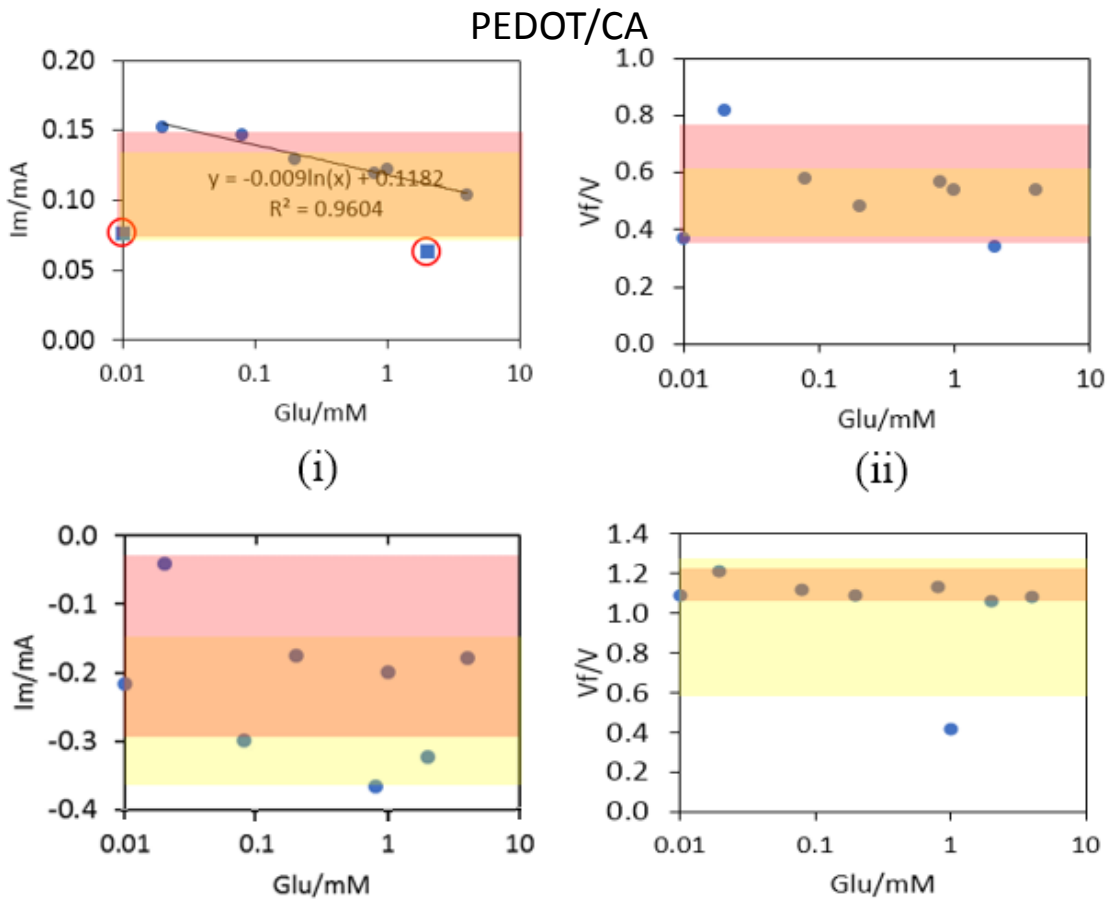 PEDOT/CA
Im/mA
0.20
0.15
0.10
0.05
0.00
y = -0.009ln(x) + 0.1182
R² = 0.9604
0.01 0.1 1 10
Glu/mM
(i)
Vf/V
1.0
0.8
0.6
0.4
0.2
0.0
0.01 0.1 1 10
Glu/mM
(ii)
Im/mA
0.0
-0.1
-0.2
-0.3
-0.4
0.01 0.1 1 10
Glu/mM
Vf/V
1.4
1.2
1.0
0.8
0.6
0.4
0.2
0.0
0.01 0.1 1 10
Glu/mM